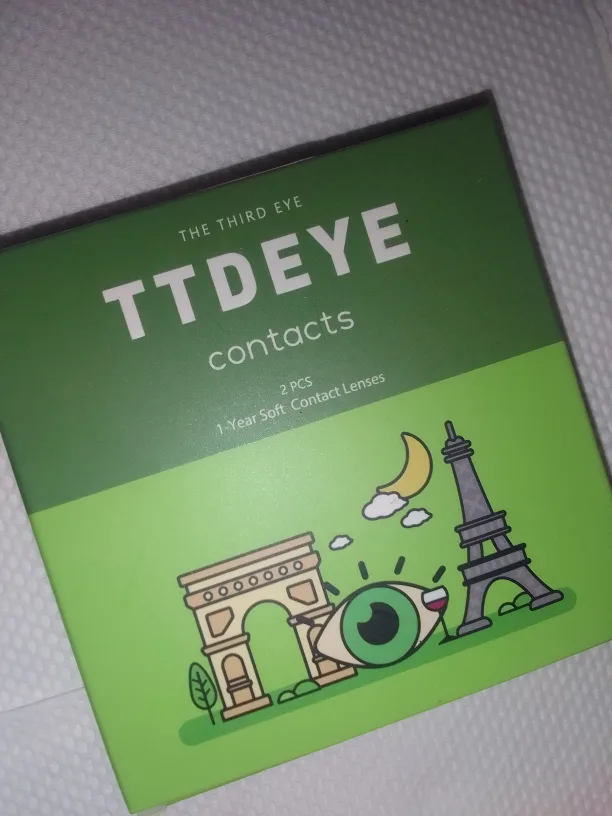 THE THIRD EYE
TTDEYE
contacts
2 PCS
1-Year Soft Contact Lenses